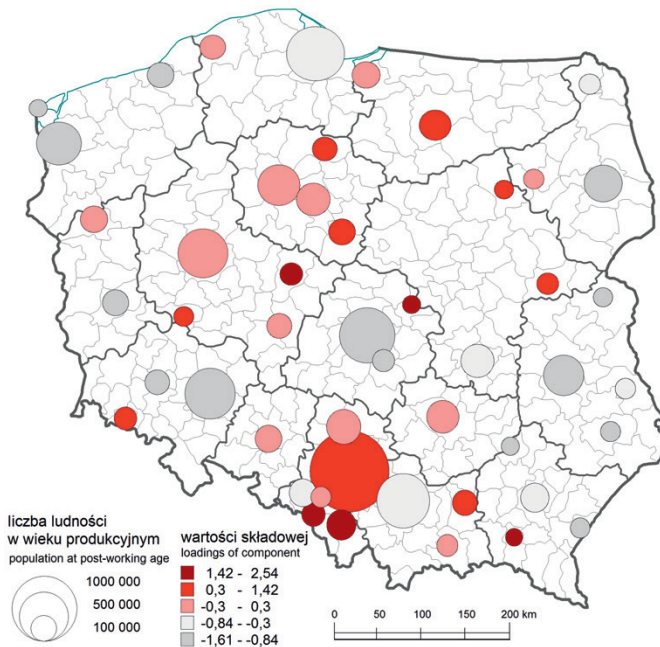 liczba ludności
w wieku produkcyjnym
population at post-working age
1000 000
500 000
100 000
wartości składowej
loadings of component
1,42 - 2,54
0,3 - 1,42
-0,3 - 0,3
-0,84 - -0,3
-1,61 - -0,84
0 50 100 150 200 km